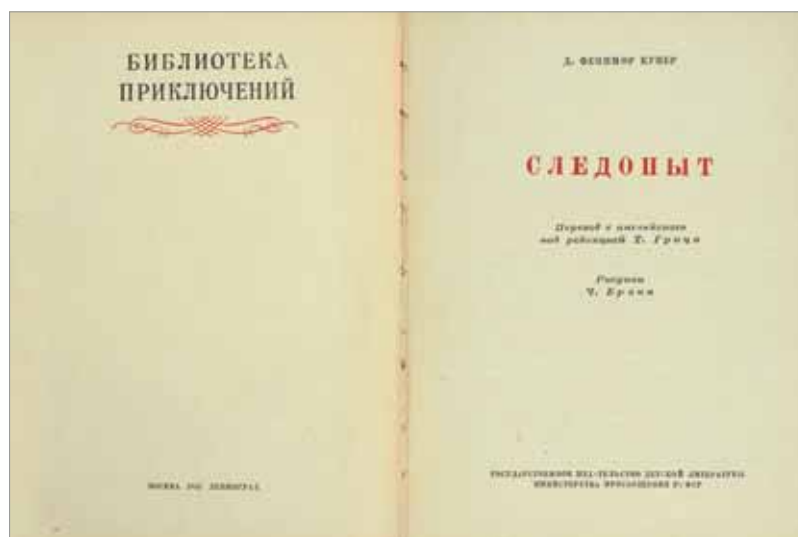 БИБЛИОТЕКА
ПРИКЛЮЧЕНИЙ
МОСКВА ЛЕНИНГРАД
Д. ФЕНИМОР КУПЕР
СЛЕДОПЫТ
Перевод с английского
под редакцией Т. Грица
Рисунки
Ч. Брока
ГОСУДАРСТВЕННОЕ ИЗДАТЕЛЬСТВО ДЕТСКОЙ ЛИТЕРАТУРЫ
МИНИСТЕРСТВА ПРОСВЕЩЕНИЯ РСФСР